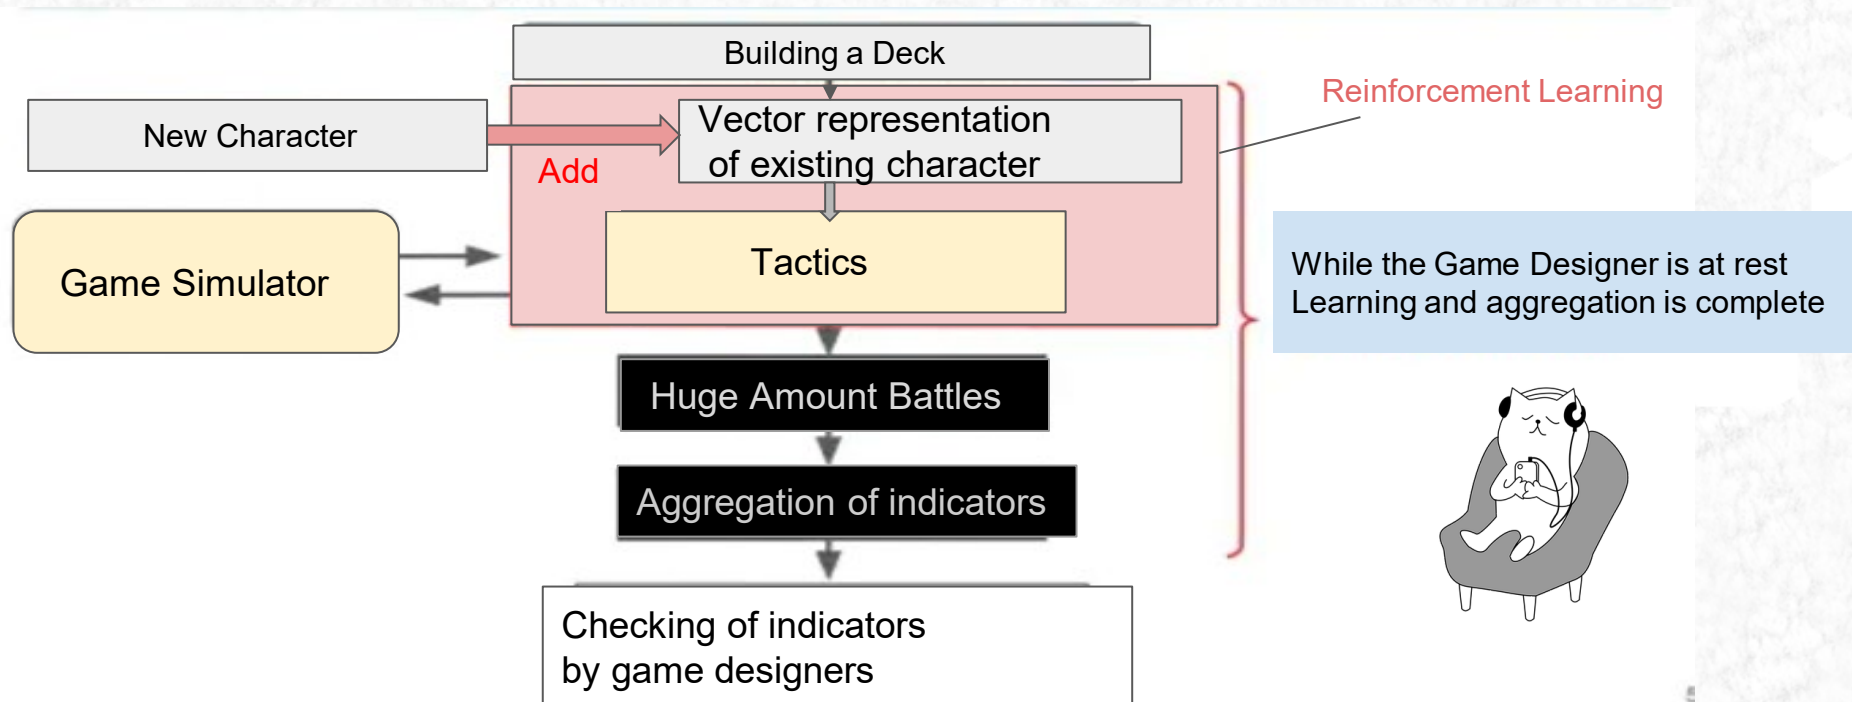 Building a Deck
Reinforcement Learning
New Character
Vector representation
of existing character
Add
Game Simulator
Tactics
While the Game Designer is at rest
Learning and aggregation is complete
Huge Amount Battles
Aggregation of indicators
Checking of indicators
by game designers